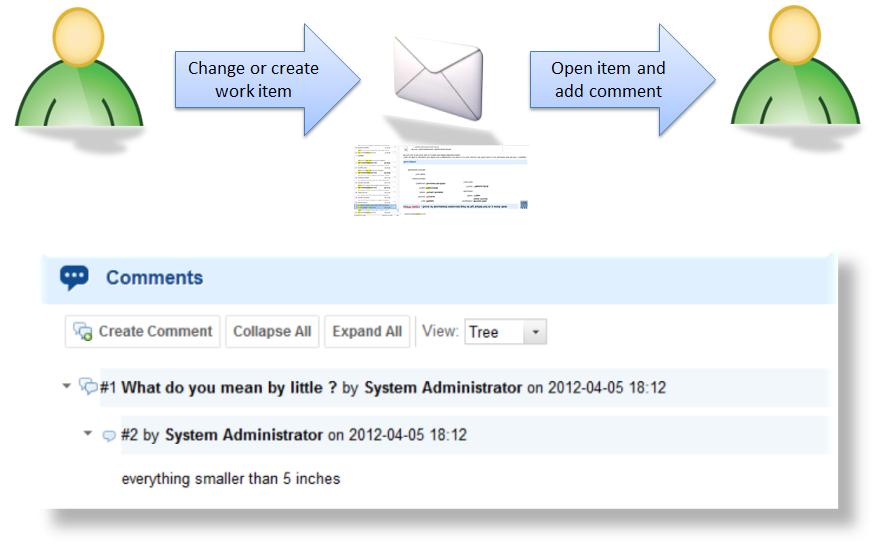 Change or create
work item
Open item and
add comment
Comments
Create Comment
Collapse All
Expand All
View:
Tree
#1 What do you mean by little ? by System Administrator on 2012-04-05 18:12
#2 by System Administrator on 2012-04-05 18:12
everything smaller than 5 inches